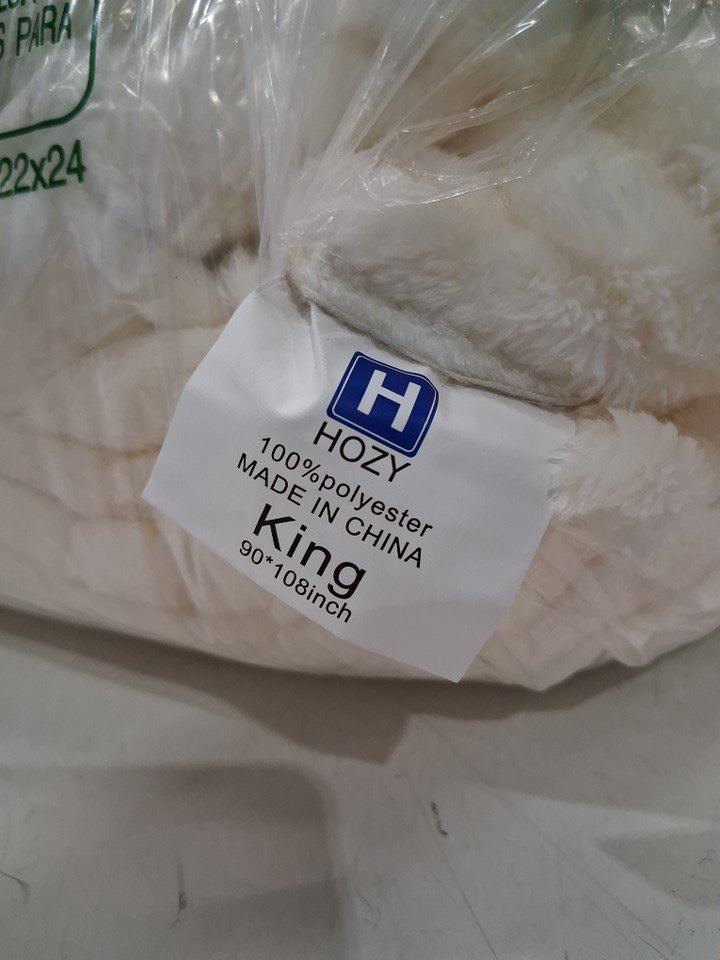 S PARA
22x24
H
HOZY
100%polyester
MADE IN CHINA
King
90*108inch